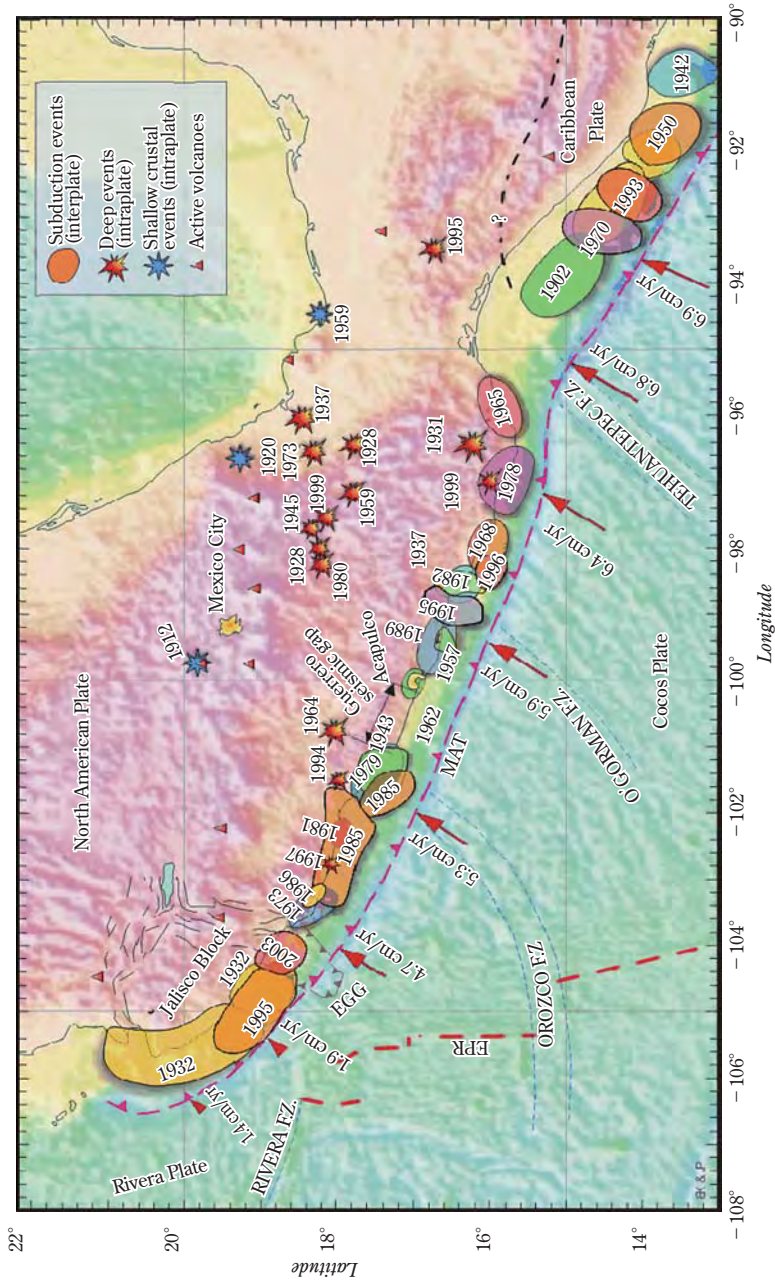 Subduction events
(interplate)
Deep events
(intraplate)
Shallow crustal
events (intraplate)
Active volcanoes
North American Plate
Mexico City
Jalisco Block
Guerrero
seismic gap
Acapulco
Caribbean
Plate
?
Rivera Plate
RIVERA F.Z.
EPR
OROZCO F.Z
EGG
MAT
O'GORMAN F.Z.
Cocos Plate
TEHUANTEPEC F.Z.
1.4 cm/yr
1.9 cm/yr
4.7 cm/yr
5.3 cm/yr
5.9 cm/yr
6.4 cm/yr
6.8 cm/yr
6.9 cm/yr
1932
1995
1932
2003
1973
1986
1997
1981
1985
1985
1979
1943
1994
1964
1962
1957
1989
1995
1982
1996
1968
1937
1978
1999
1931
1965
1912
1920
1973
1937
1945
1999
1928
1980
1959
1928
1959
1995
1902
1970
1993
1950
1942
22°
20°
18°
16°
14°
Latitude
−108°
−106°
−104°
−102°
−100°
−98°
−96°
−94°
−92°
−90°
Longitude